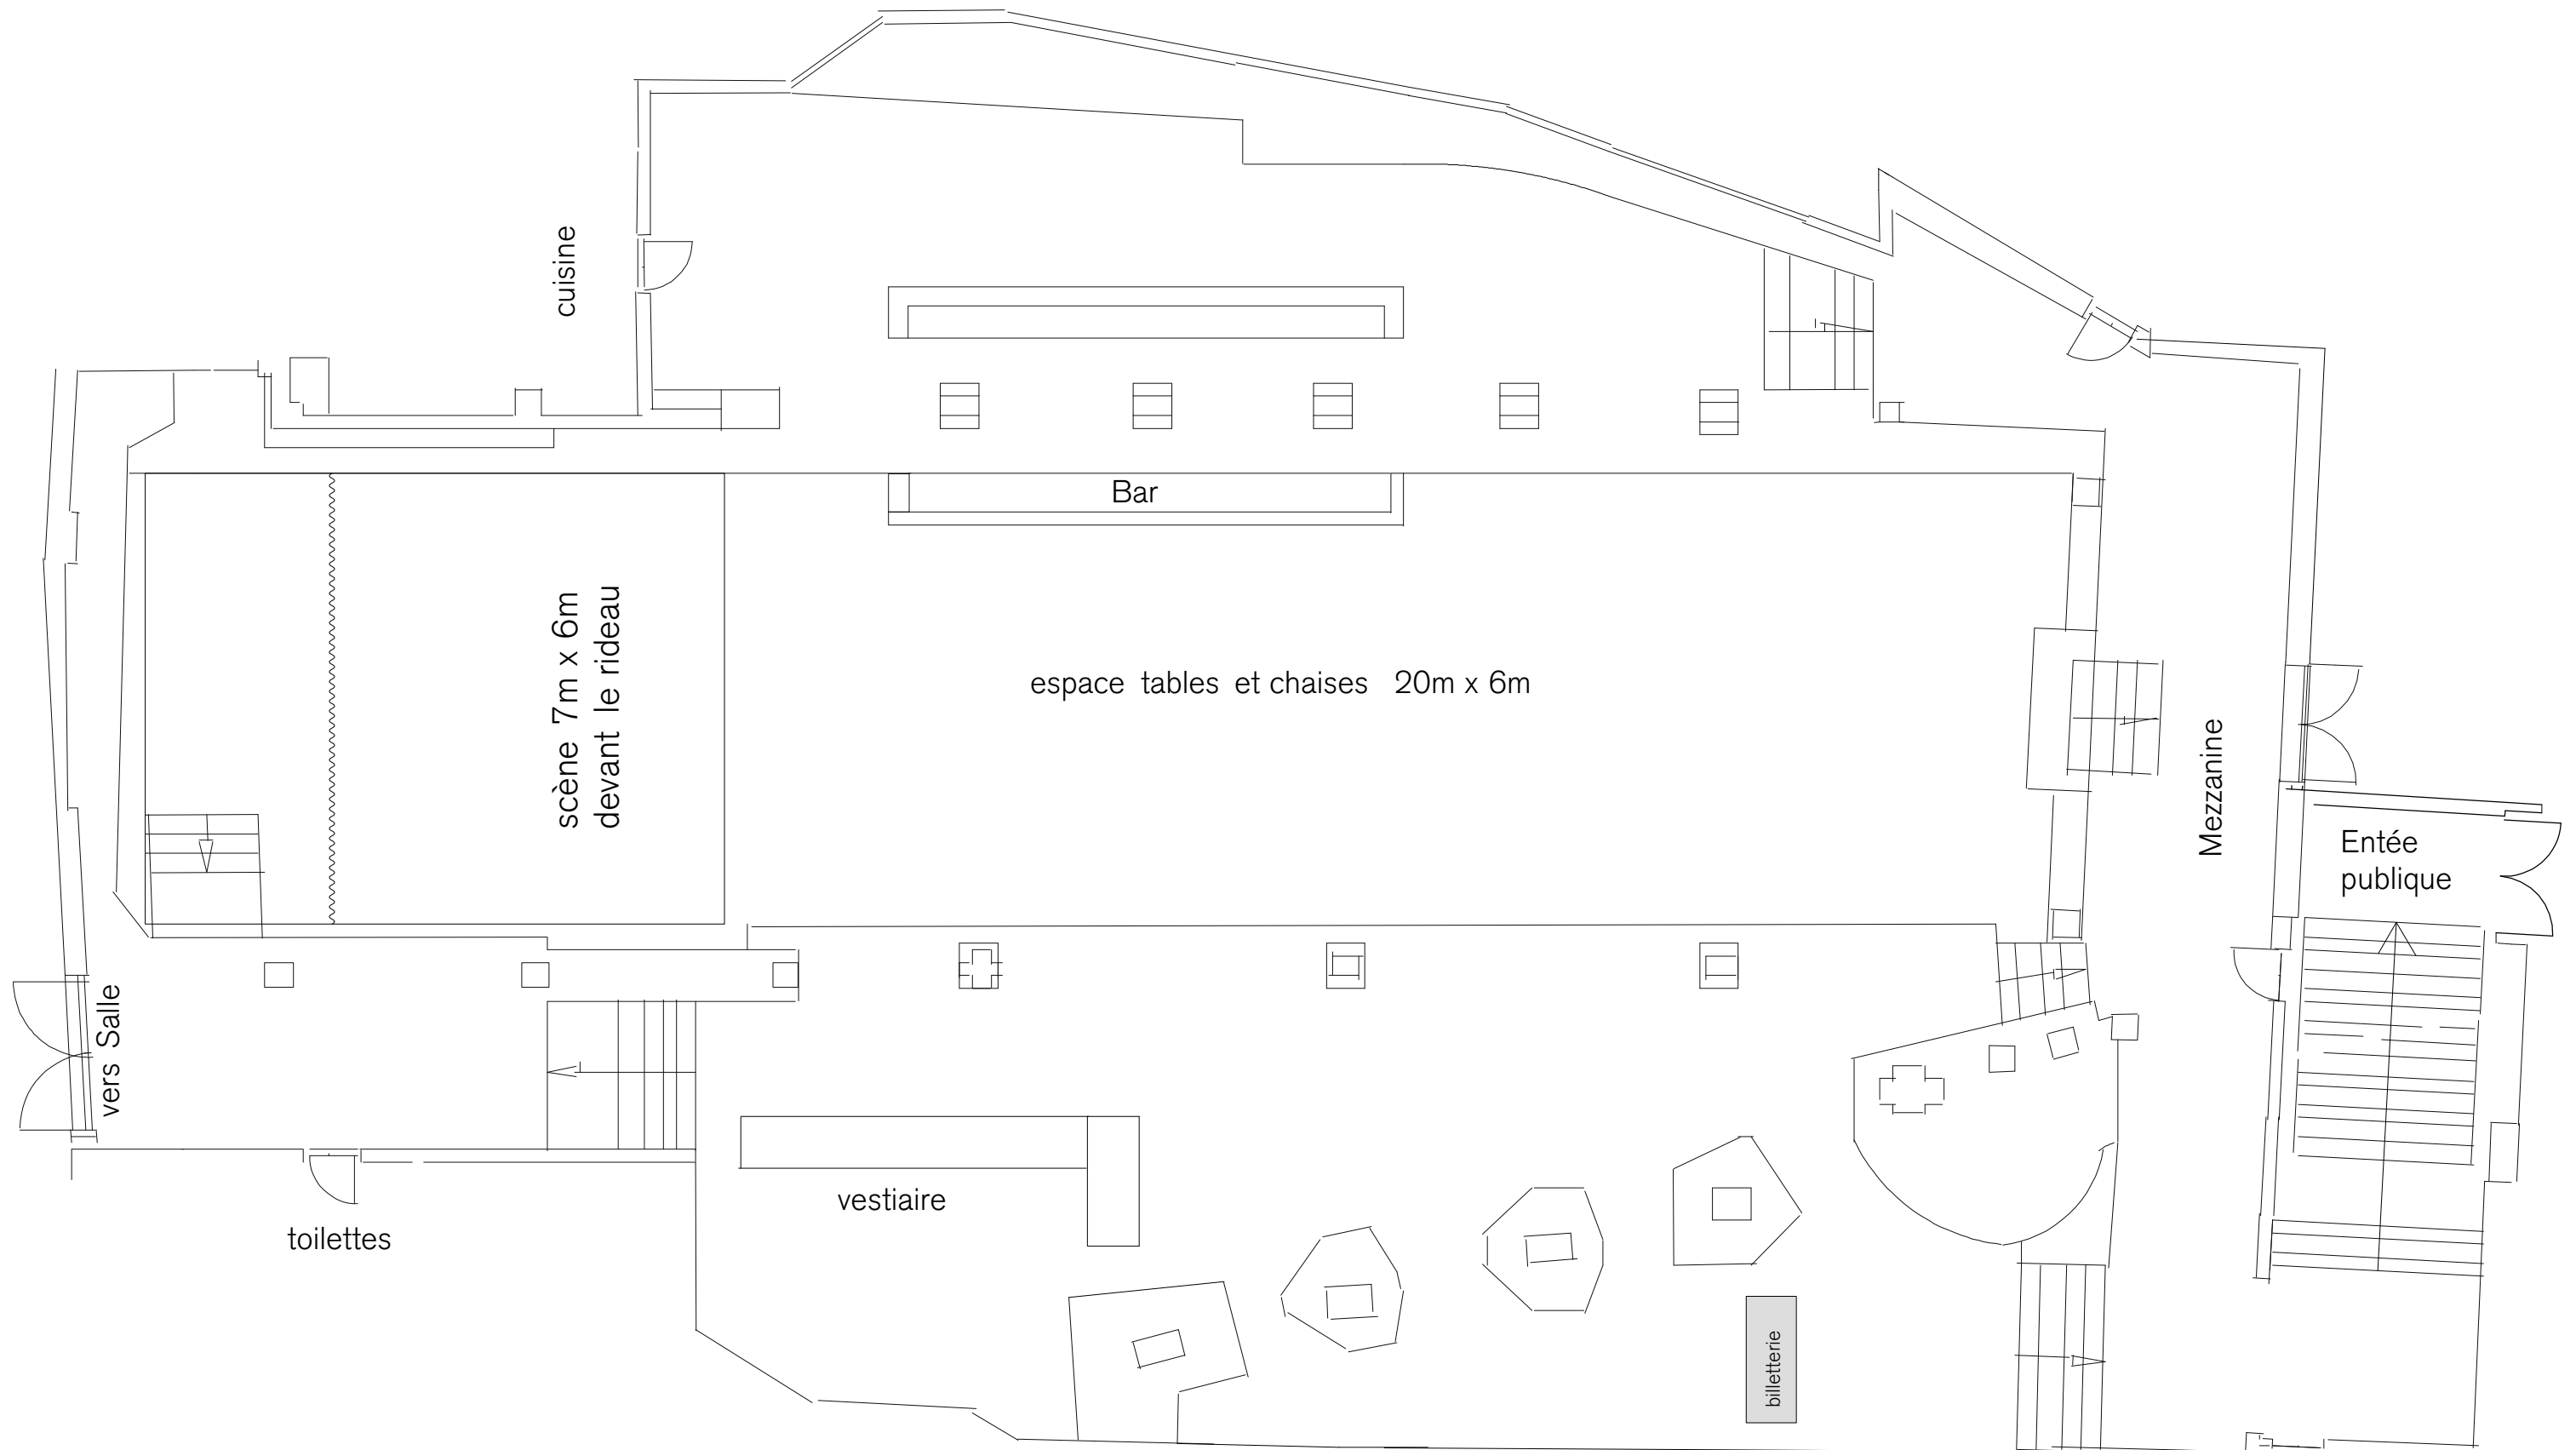 cuisine
Bar
scène 7m x 6m
devant le rideau
espace tables et chaises 20m x 6m
Mezzanine
Entée
publique
vers Salle
vestiaire
toilettes
billetterie